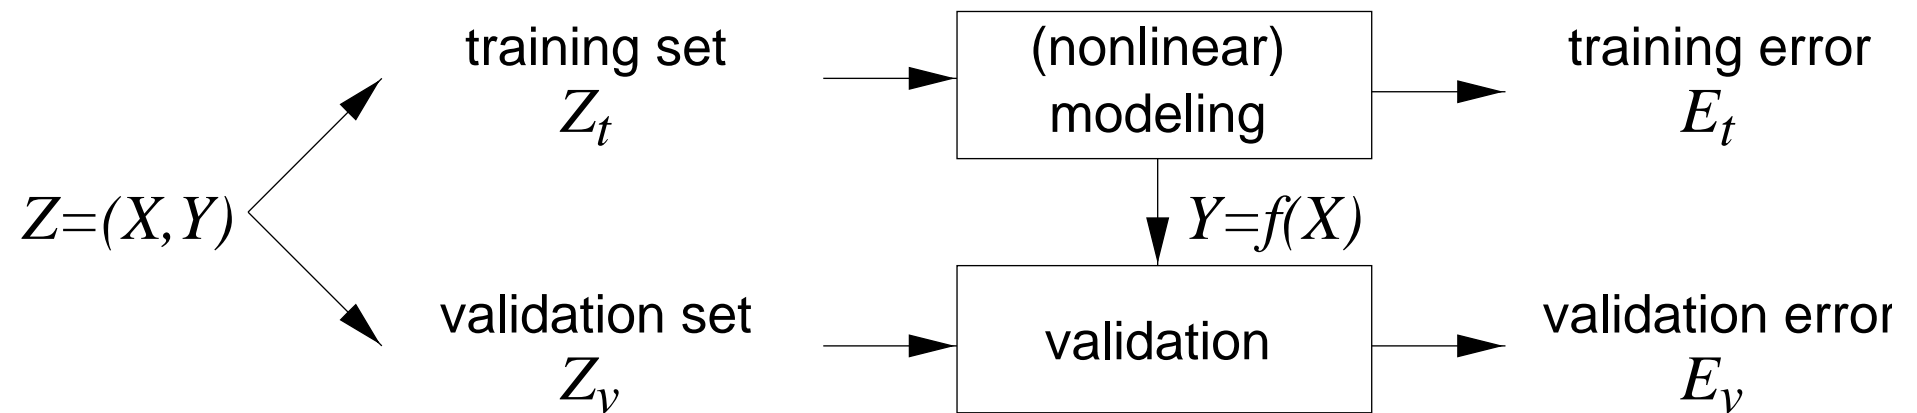 training set
Z_t
(nonlinear)
modeling
training error
E_t
Z=(X,Y)
Y=f(X)
validation set
Z_v
validation
validation error
E_v